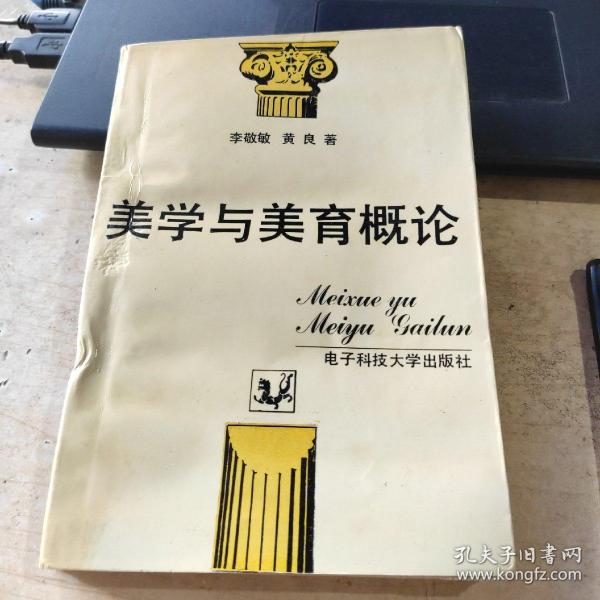 李敬敏 黄良 著
美学与美育概论
Meixue yu
Meiyu Gailun
电子科技大学出版社
孔夫子旧书网
www.kongfz.com